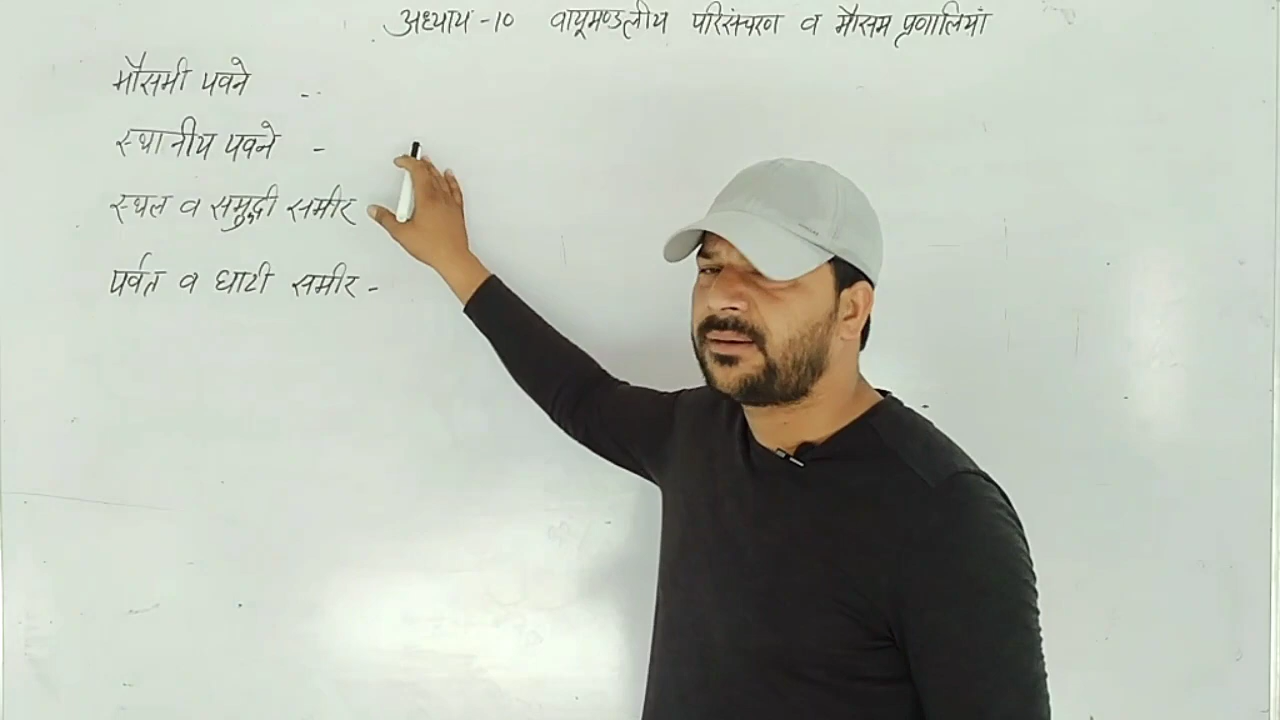 अध्याय -10 वायूमण्डलीय परिसंचरण व मौसम प्रणालियां
मौसमी पवने --
स्थानीय पवने -
स्थल व समुद्री समीर
पर्वत व घाटी समीर -